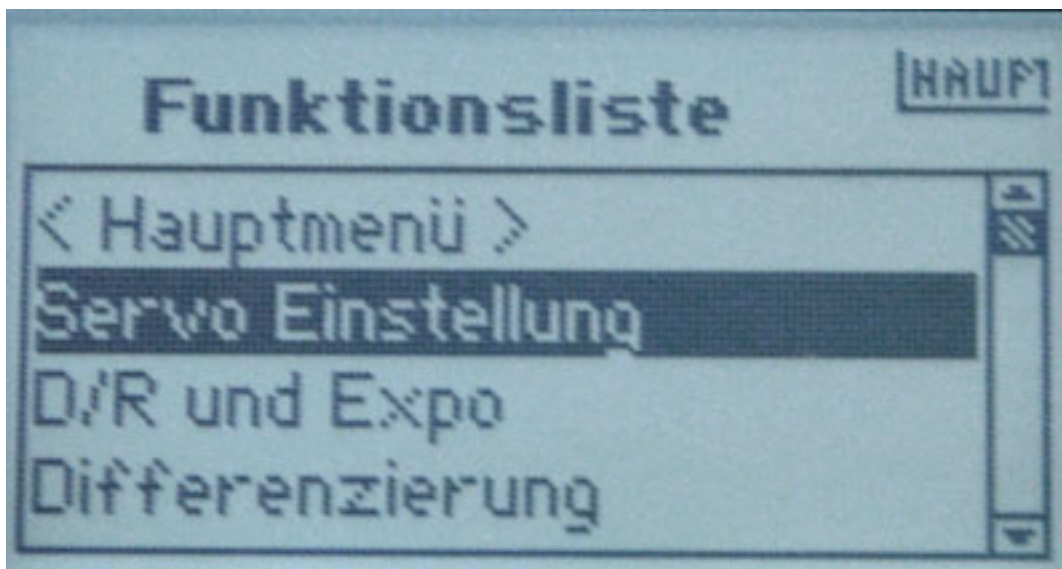 HAUPT
Funktionsliste
< Hauptmenü >
Servo Einstellung
D/R und Expo
Differenzierung